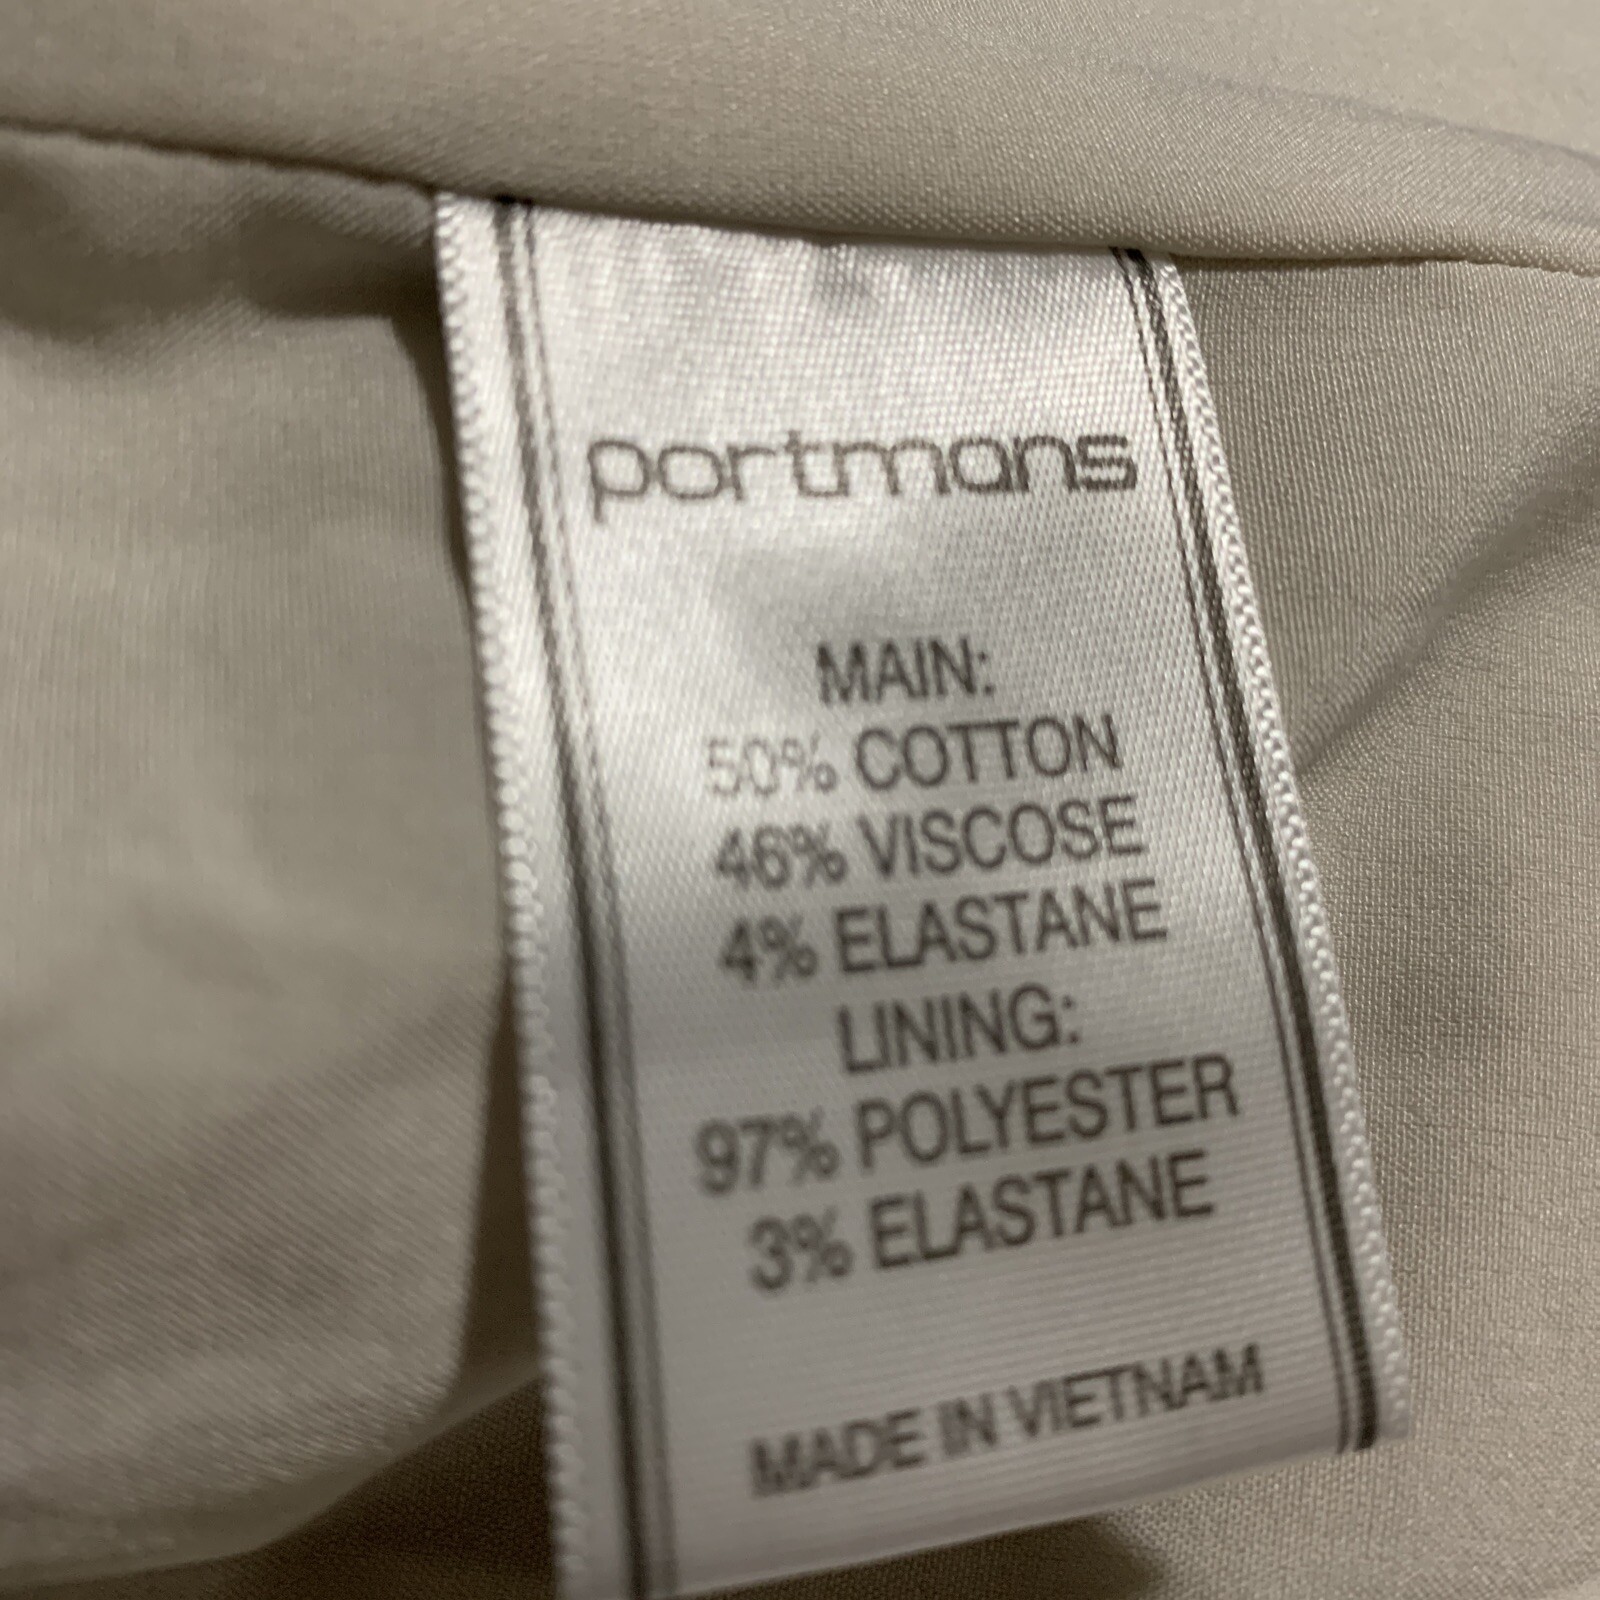 portmans
MAIN:
50% COTTON
46% VISCOSE
4% ELASTANE
LINING:
97% POLYESTER
3% ELASTANE
MADE IN VIETNAM